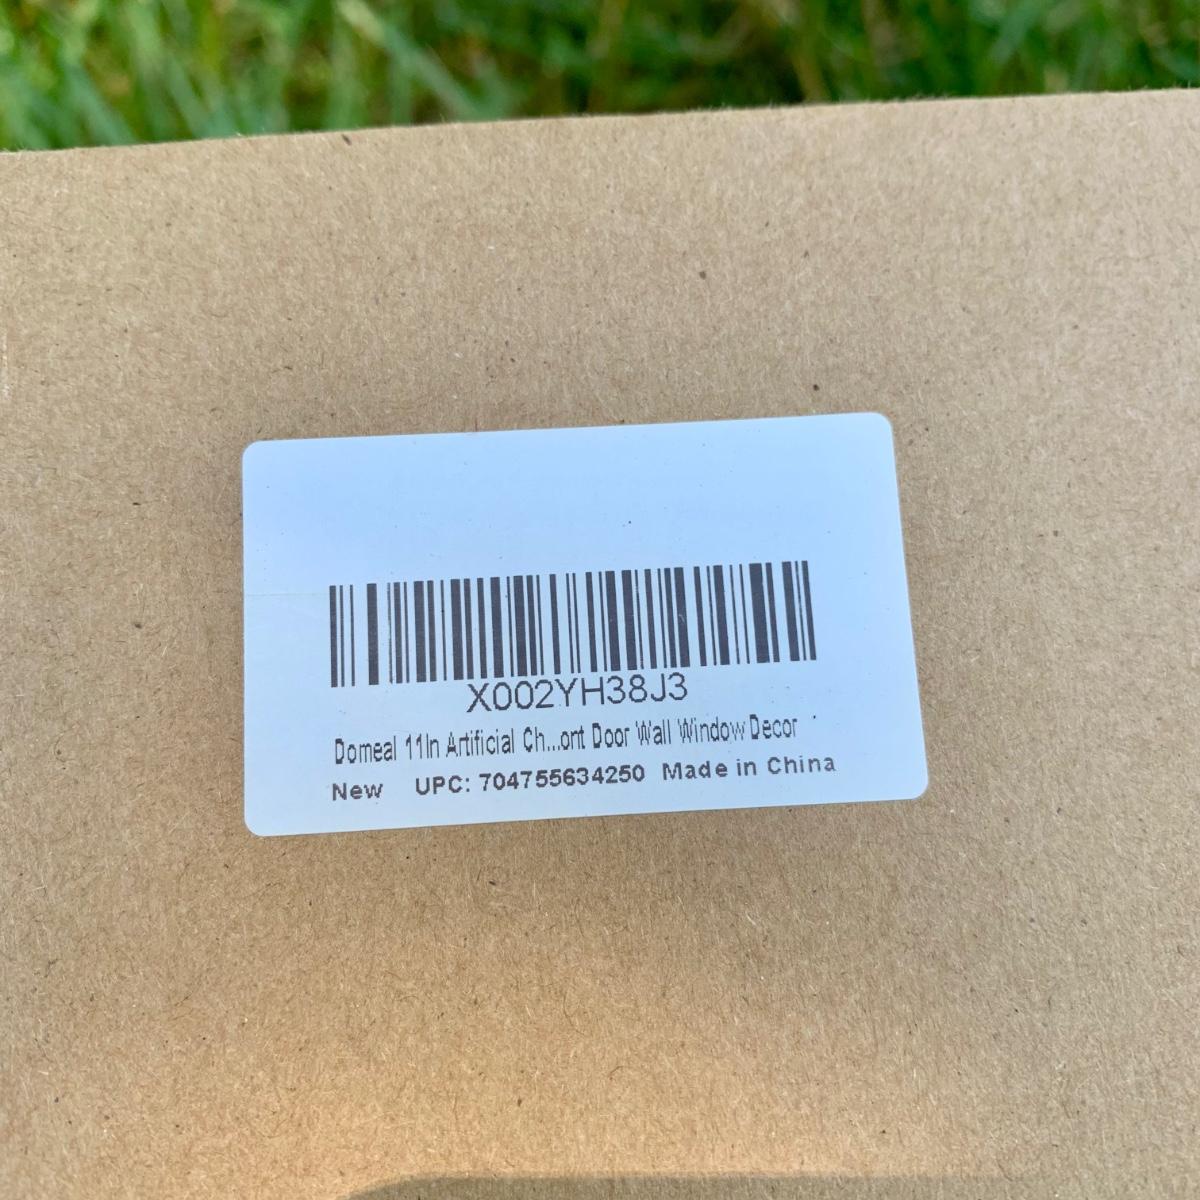 X002YH38J3
Domeal 11In Artificial Ch...ont Door Wall Window Decor
New UPC: 704755634250 Made in China